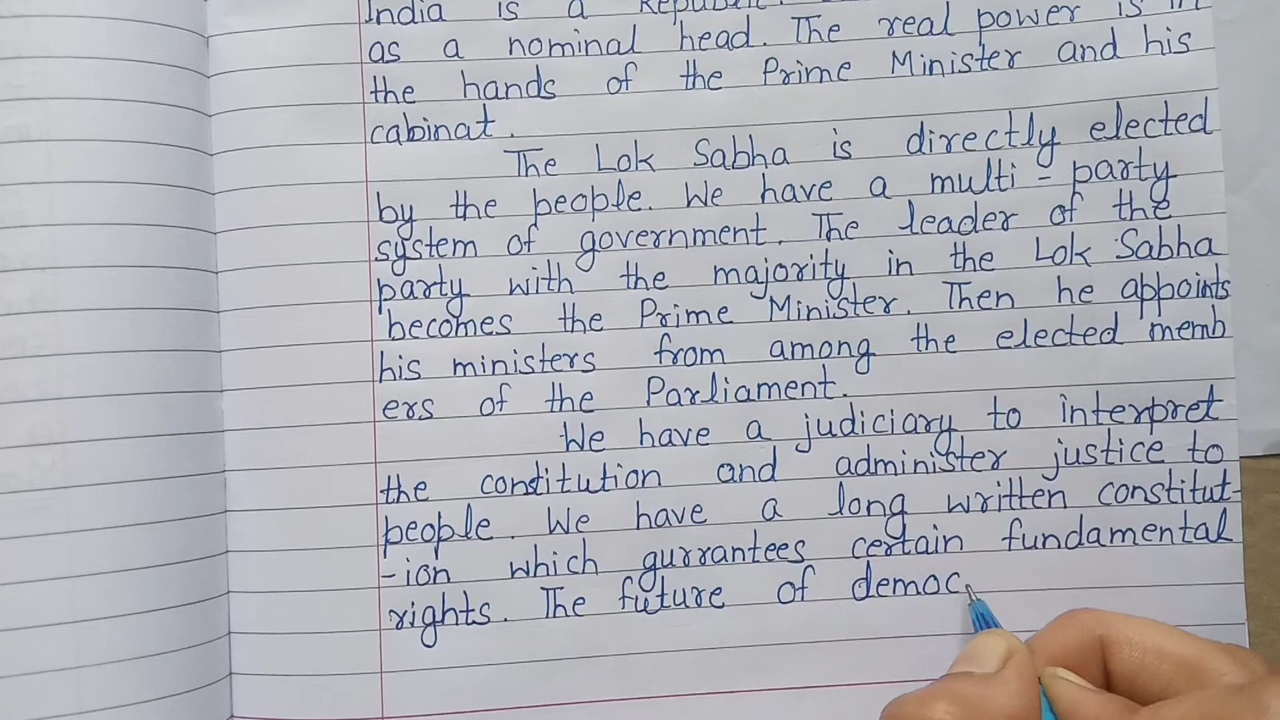 India is a Republic.
as a nominal head. The real power is in
the hands of the Prime Minister and his
cabinat.
The Lok Sabha is directly elected
by the people. We have a multi - party
system of government. The leader of the
party with the majority in the Lok Sabha
becomes the Prime Minister. Then he appoints
his ministers from among the elected memb
ers of the Parliament.
We have a judiciary to interpret
the constitution and administer justice to
people. We have a long written constitut-
-ion which gurrantees certain fundamental
rights. The future of democ